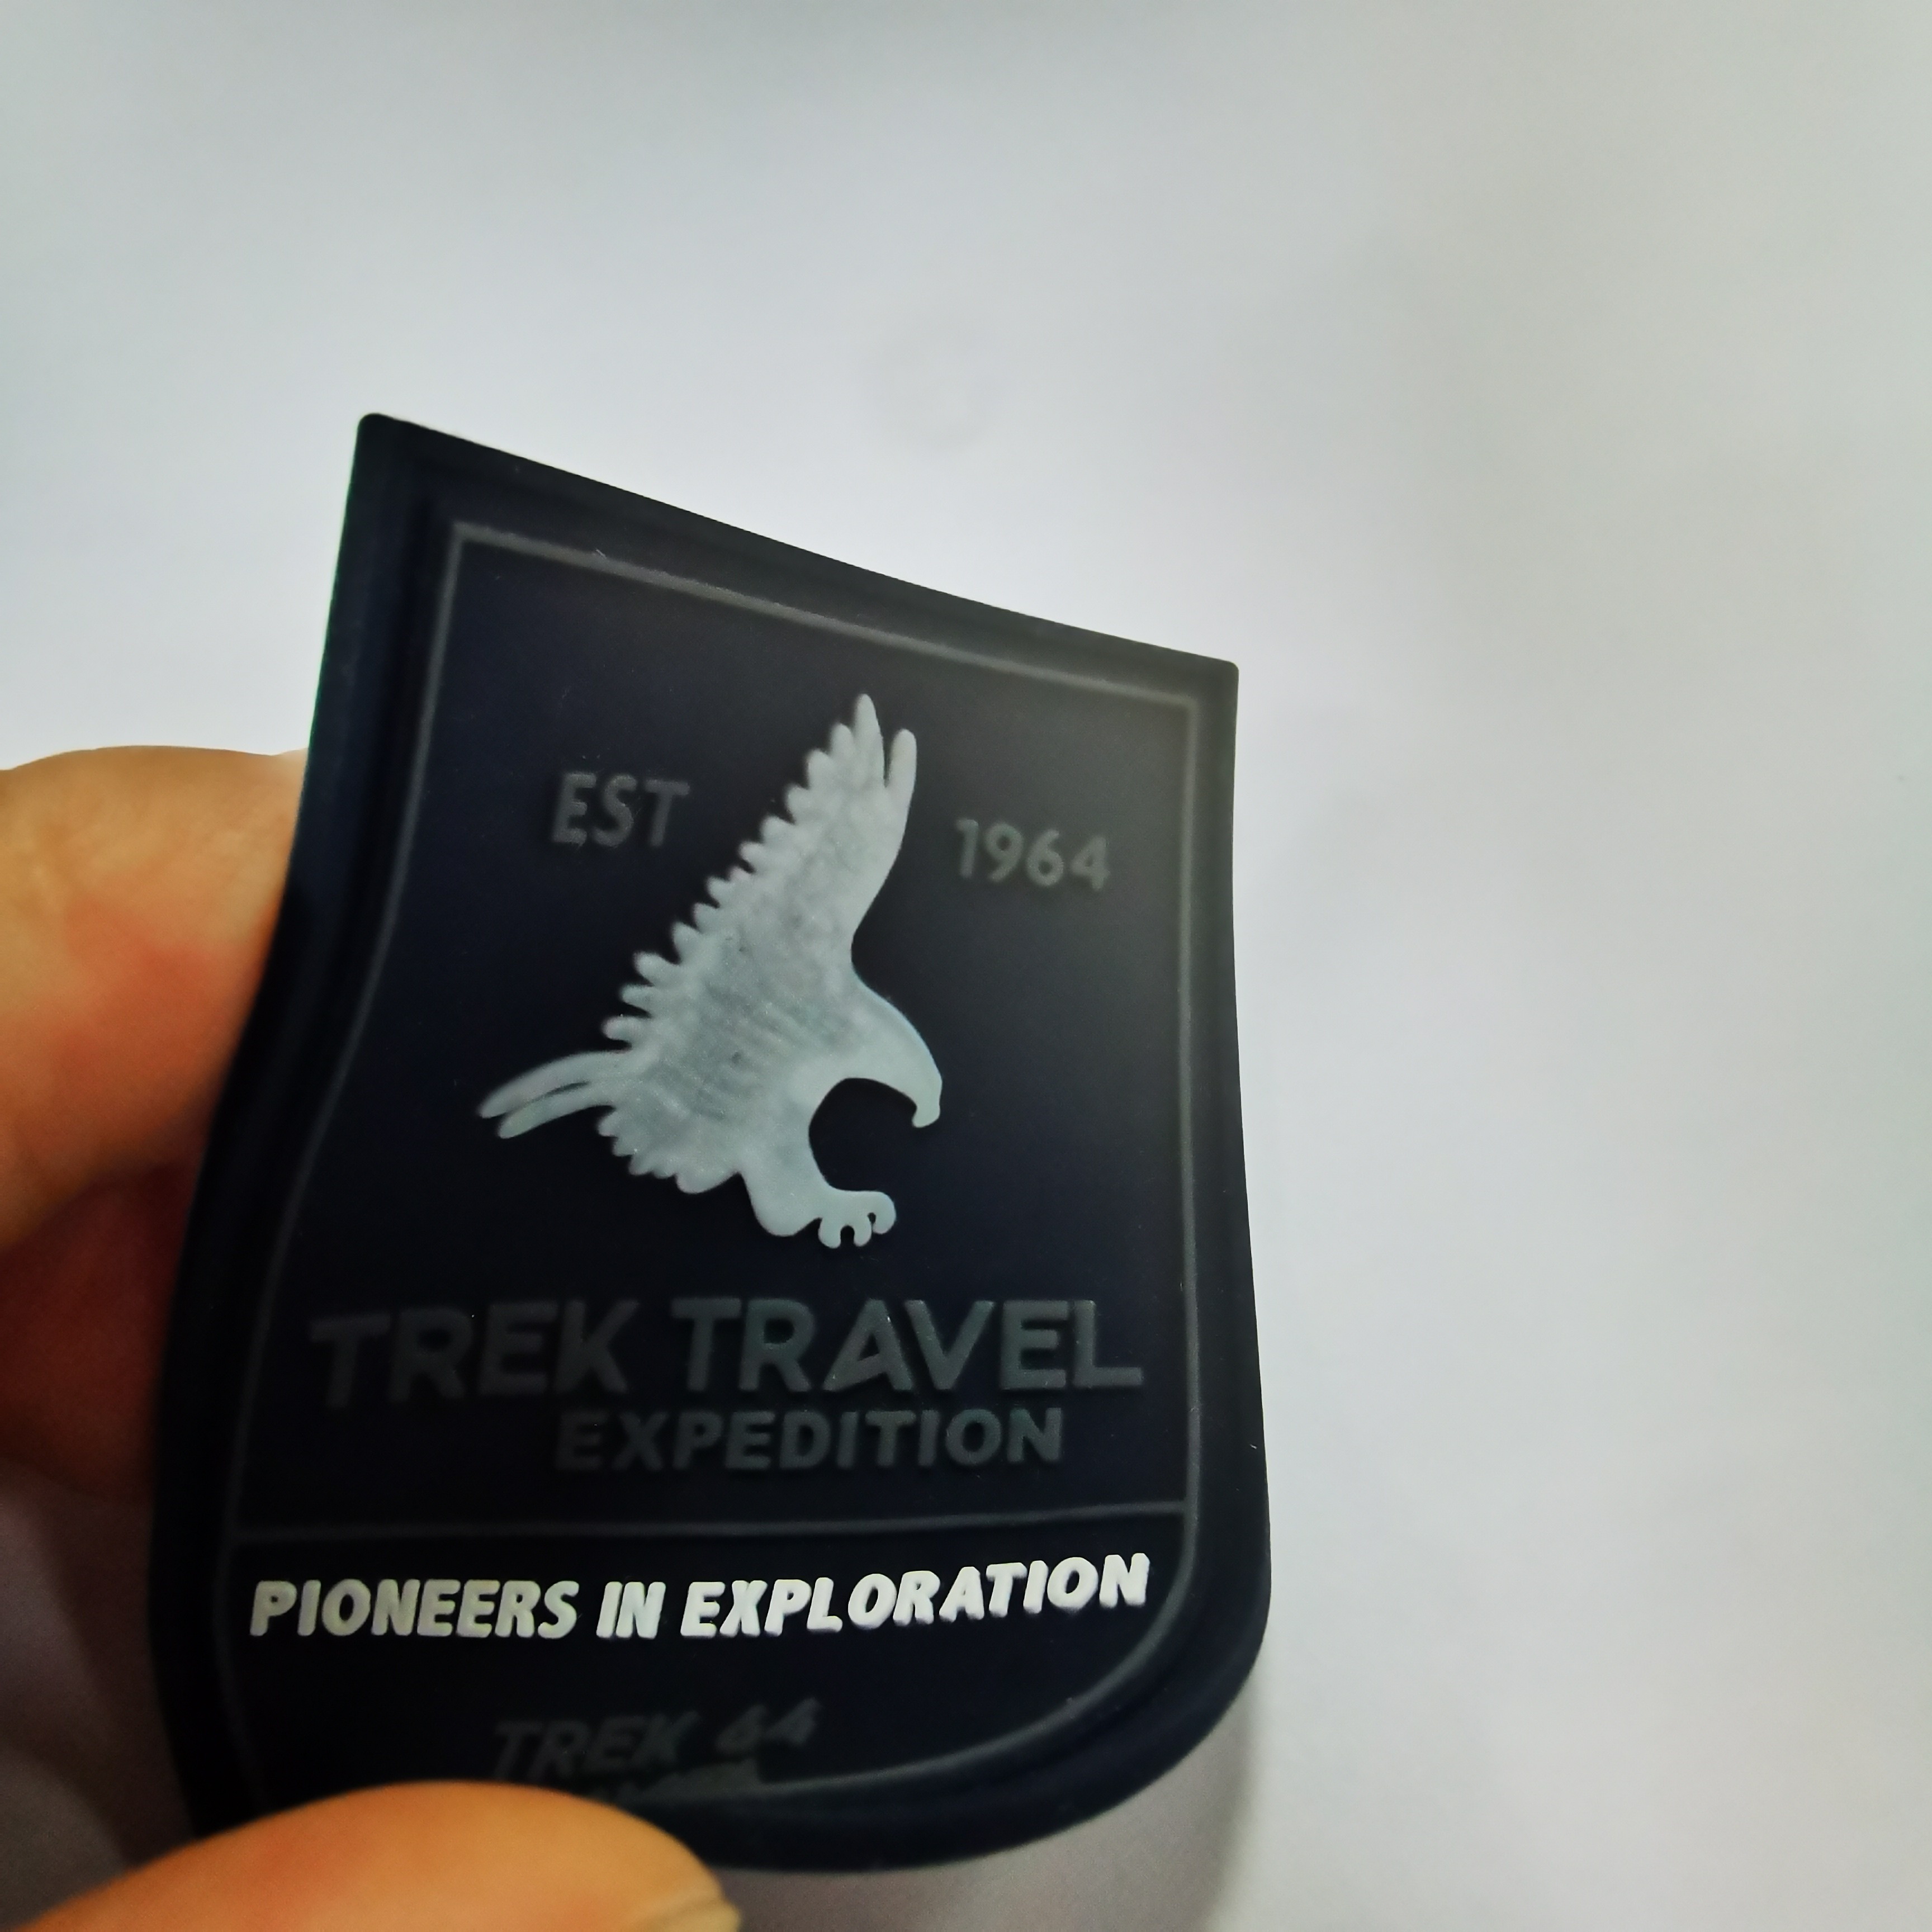 EST 1964
TREK TRAVEL
EXPEDITION
PIONEERS IN EXPLORATION
TREK 64